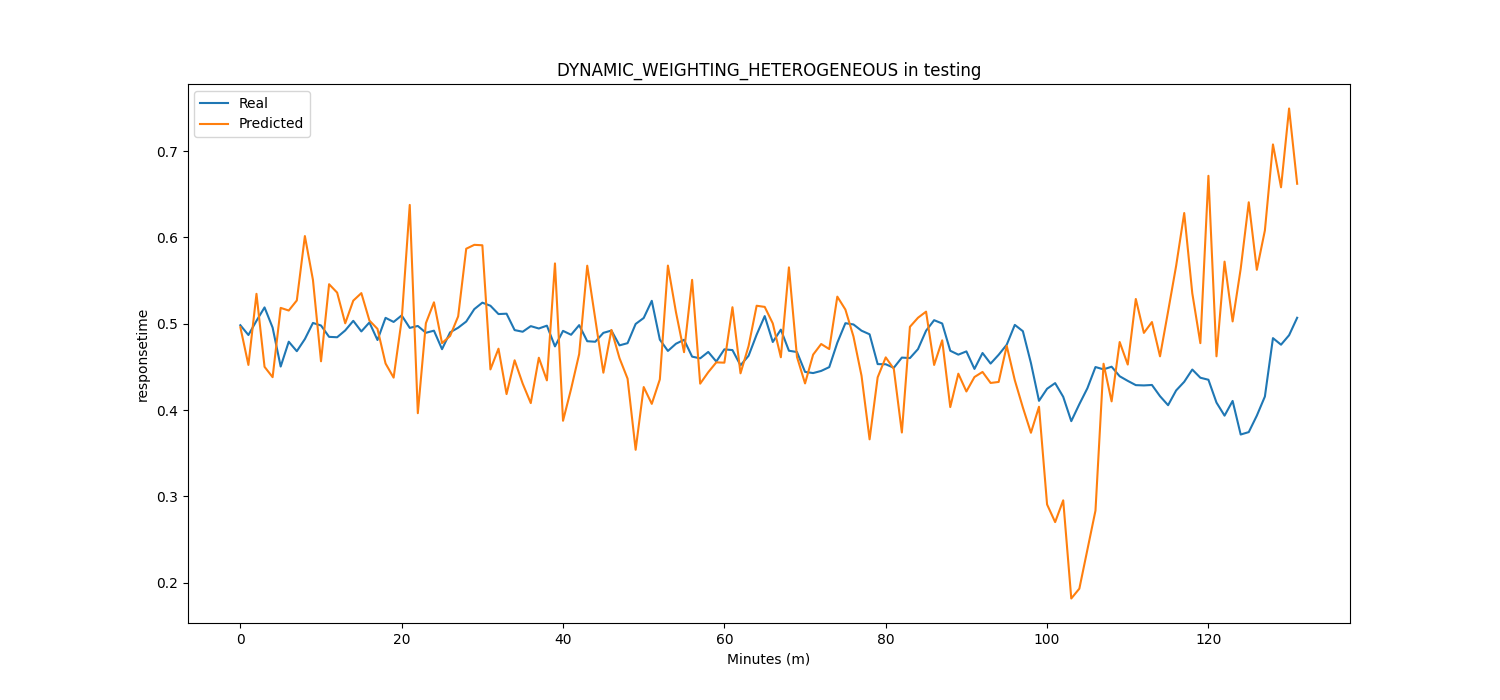 DYNAMIC_WEIGHTING_HETEROGENEOUS in testing
Real
Predicted
0.7
0.6
0.5
0.4
0.3
0.2
responsetime
0 20 40 60 80 100 120
Minutes (m)